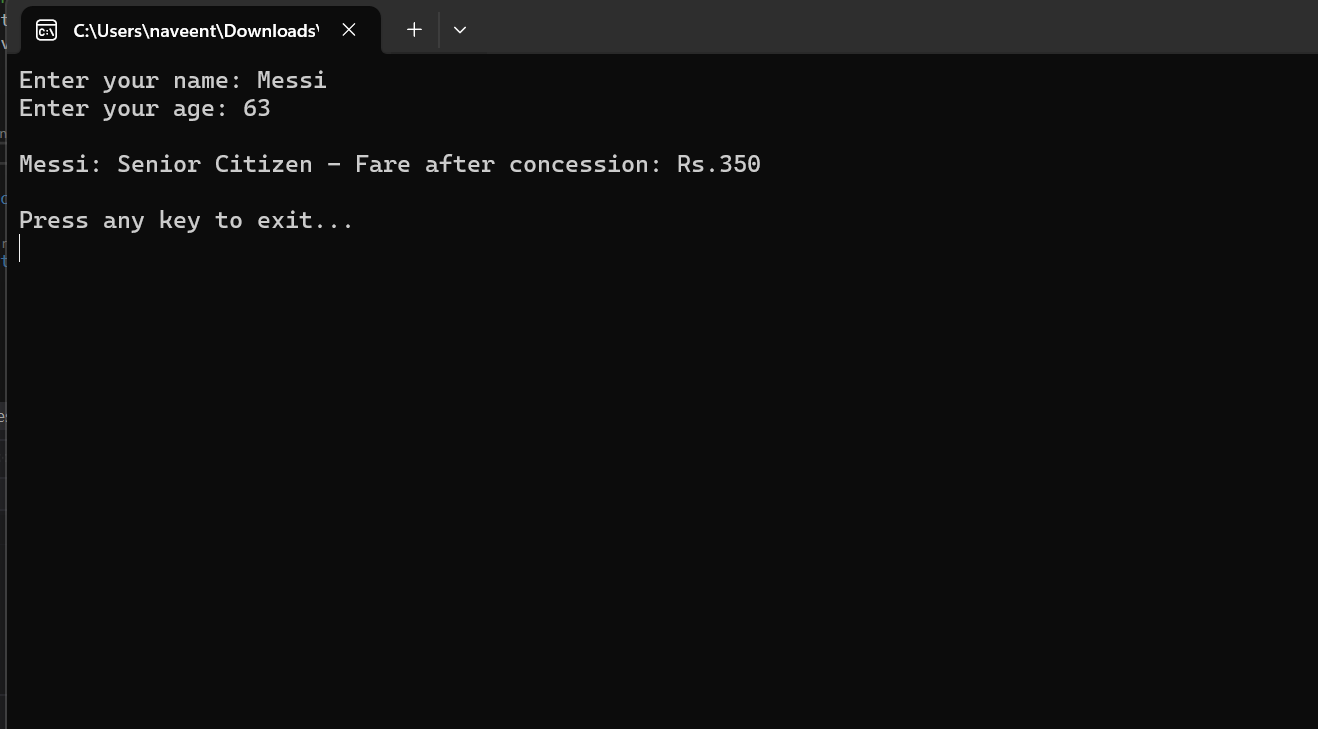 C:\Users\naveent\Downloads\
Enter your name: Messi
Enter your age: 63
Messi: Senior Citizen - Fare after concession: Rs.350
Press any key to exit...